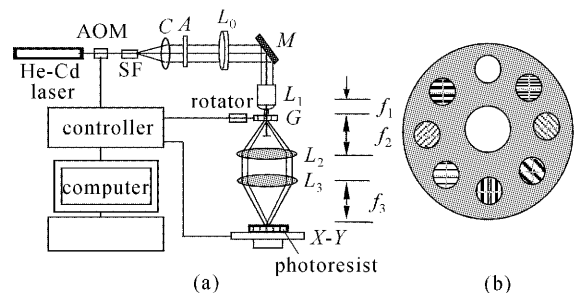 AOM
C A L₀
M
He-Cd
laser
SF
rotator
L₁
G
f₁
f₂
controller
L₂
L₃
computer
f₃
X-Y
photoresist
(a)
(b)